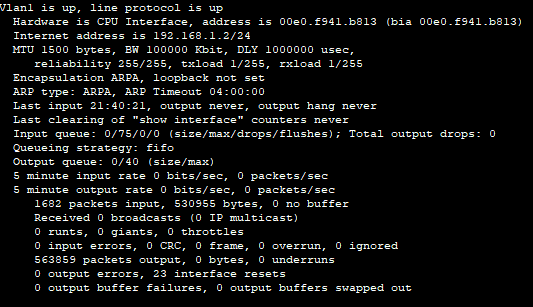 Vlan1 is up, line protocol is up
Hardware is CPU Interface, address is 00e0.f941.b813 (bia 00e0.f941.b813)
Internet address is 192.168.1.2/24
MTU 1500 bytes, BW 100000 Kbit, DLY 1000000 usec,
reliability 255/255, txload 1/255, rxload 1/255
Encapsulation ARPA, loopback not set
ARP type: ARPA, ARP Timeout 04:00:00
Last input 21:40:21, output never, output hang never
Last clearing of "show interface" counters never
Input queue: 0/75/0/0 (size/max/drops/flushes); Total output drops: 0
Queueing strategy: fifo
Output queue: 0/40 (size/max)
5 minute input rate 0 bits/sec, 0 packets/sec
5 minute output rate 0 bits/sec, 0 packets/sec
1682 packets input, 530955 bytes, 0 no buffer
Received 0 broadcasts (0 IP multicast)
0 runts, 0 giants, 0 throttles
0 input errors, 0 CRC, 0 frame, 0 overrun, 0 ignored
563859 packets output, 0 bytes, 0 underruns
0 output errors, 23 interface resets
0 output buffer failures, 0 output buffers swapped out